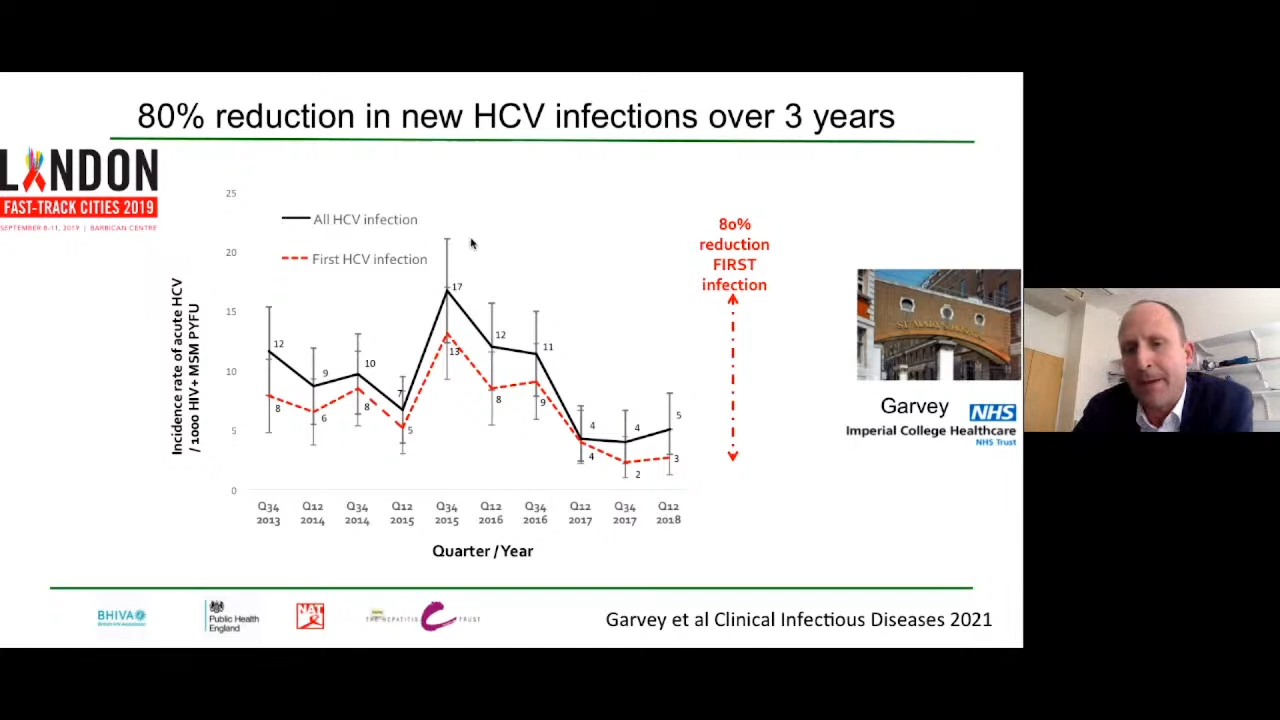 80% reduction in new HCV infections over 3 years
LONDON
FAST-TRACK CITIES 2019
SEPTEMBER 8-11, 2019 | BARBICAN CENTRE
Incidence rate of acute HCV
/ 1000 HIV+ MSM PYFU
25
20
15
10
5
0
All HCV infection
First HCV infection
12
9
10
7
17
12
11
4
4
5
8
6
8
5
13
8
9
4
2
3
Q34 2013
Q12 2014
Q34 2014
Q12 2015
Q34 2015
Q12 2016
Q34 2016
Q12 2017
Q34 2017
Q12 2018
Quarter / Year
80%
reduction
FIRST
infection
ST MARY'S
Garvey
NHS
Imperial College Healthcare
NHS Trust
BHIVA
Public Health
England
NAT
THE HEPATITIS C TRUST
Garvey et al Clinical Infectious Diseases 2021